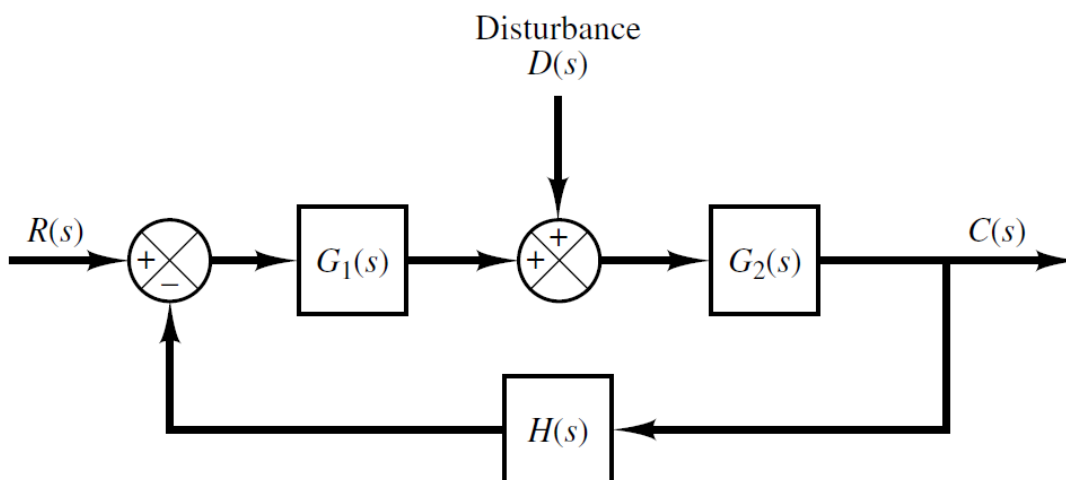 Disturbance
D(s)
R(s)
+
−
G₁(s)
+
+
G₂(s)
C(s)
H(s)